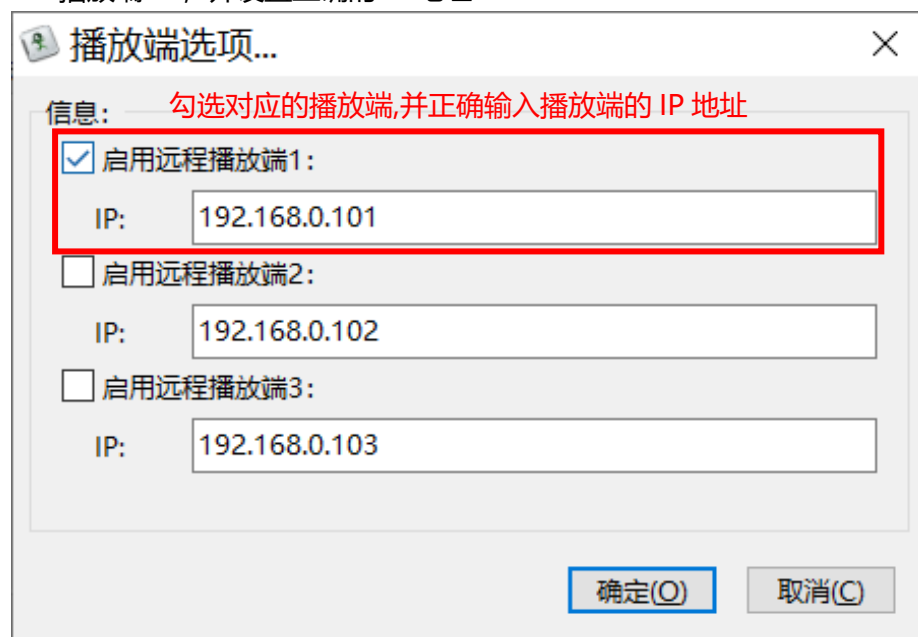 播放端选项...
信息: 勾选对应的播放端,并正确输入播放端的 IP 地址
启用远程播放端1:
IP: 192.168.0.101
启用远程播放端2:
IP: 192.168.0.102
启用远程播放端3:
IP: 192.168.0.103
确定(O) 取消(C)